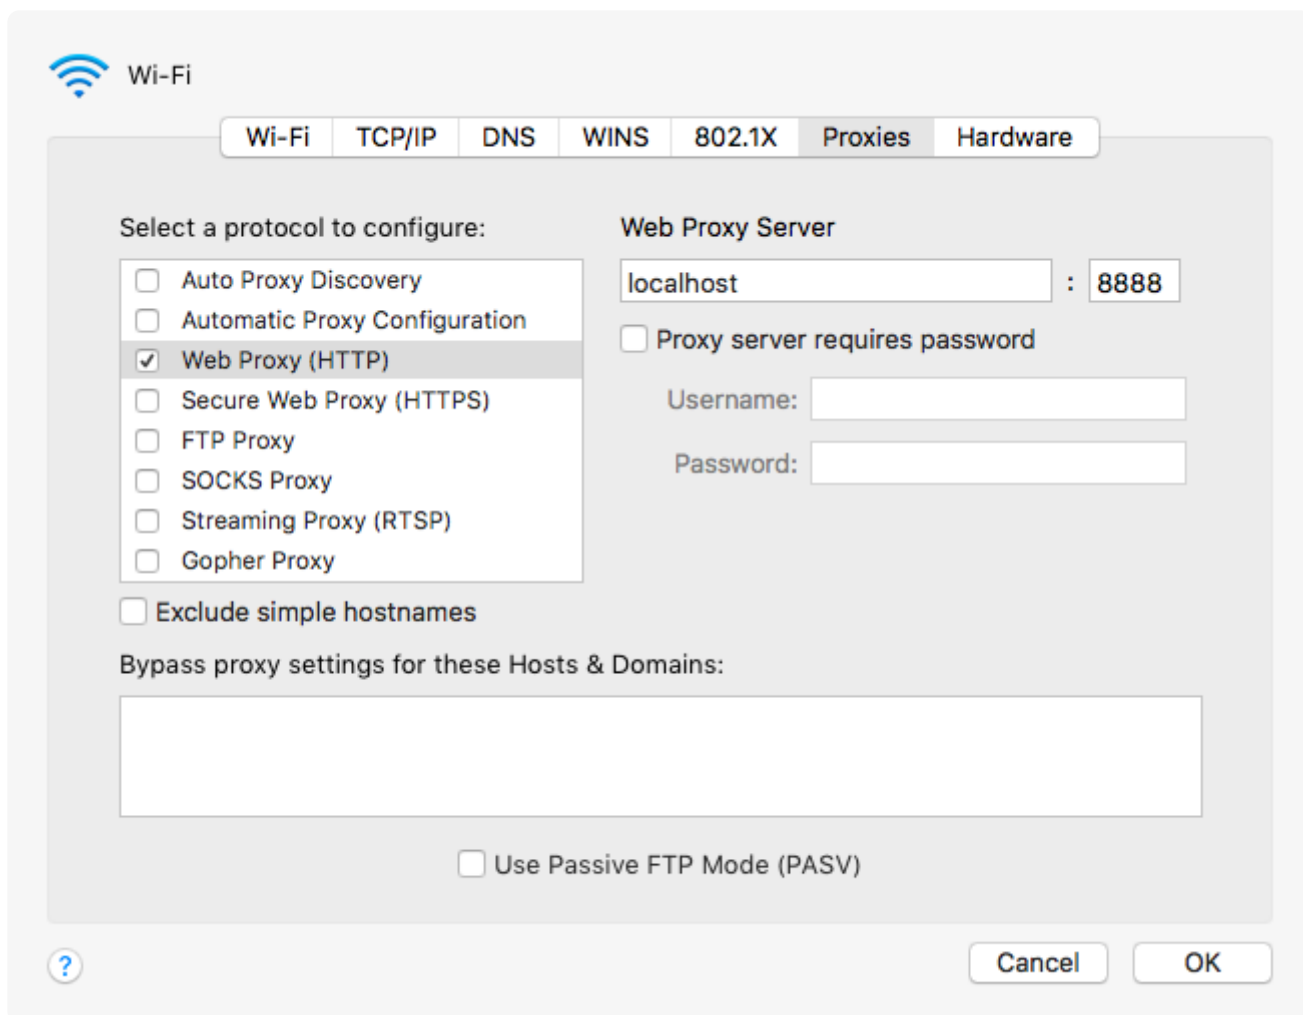 Wi-Fi
Wi-Fi TCP/IP DNS WINS 802.1X Proxies Hardware
Select a protocol to configure:
Auto Proxy Discovery
Automatic Proxy Configuration
Web Proxy (HTTP)
Secure Web Proxy (HTTPS)
FTP Proxy
SOCKS Proxy
Streaming Proxy (RTSP)
Gopher Proxy
Web Proxy Server
localhost : 8888
Proxy server requires password
Username:
Password:
Exclude simple hostnames
Bypass proxy settings for these Hosts & Domains:
Use Passive FTP Mode (PASV)
? Cancel OK